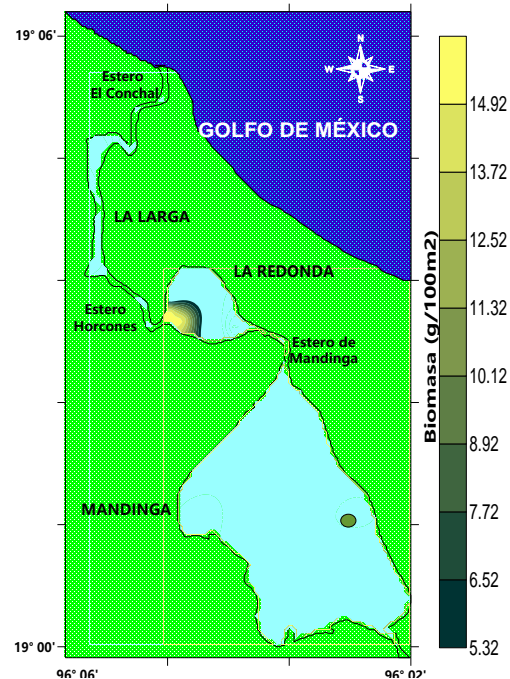 19° 06'
N
W E
S
Estero
El Conchal
GOLFO DE MÉXICO
LA LARGA
LA REDONDA
Estero
Horcones
Estero de
Mandinga
MANDINGA
19° 00'
96° 06'
96° 02'
Biomasa (g/100m2)
14.92
13.72
12.52
11.32
10.12
8.92
7.72
6.52
5.32